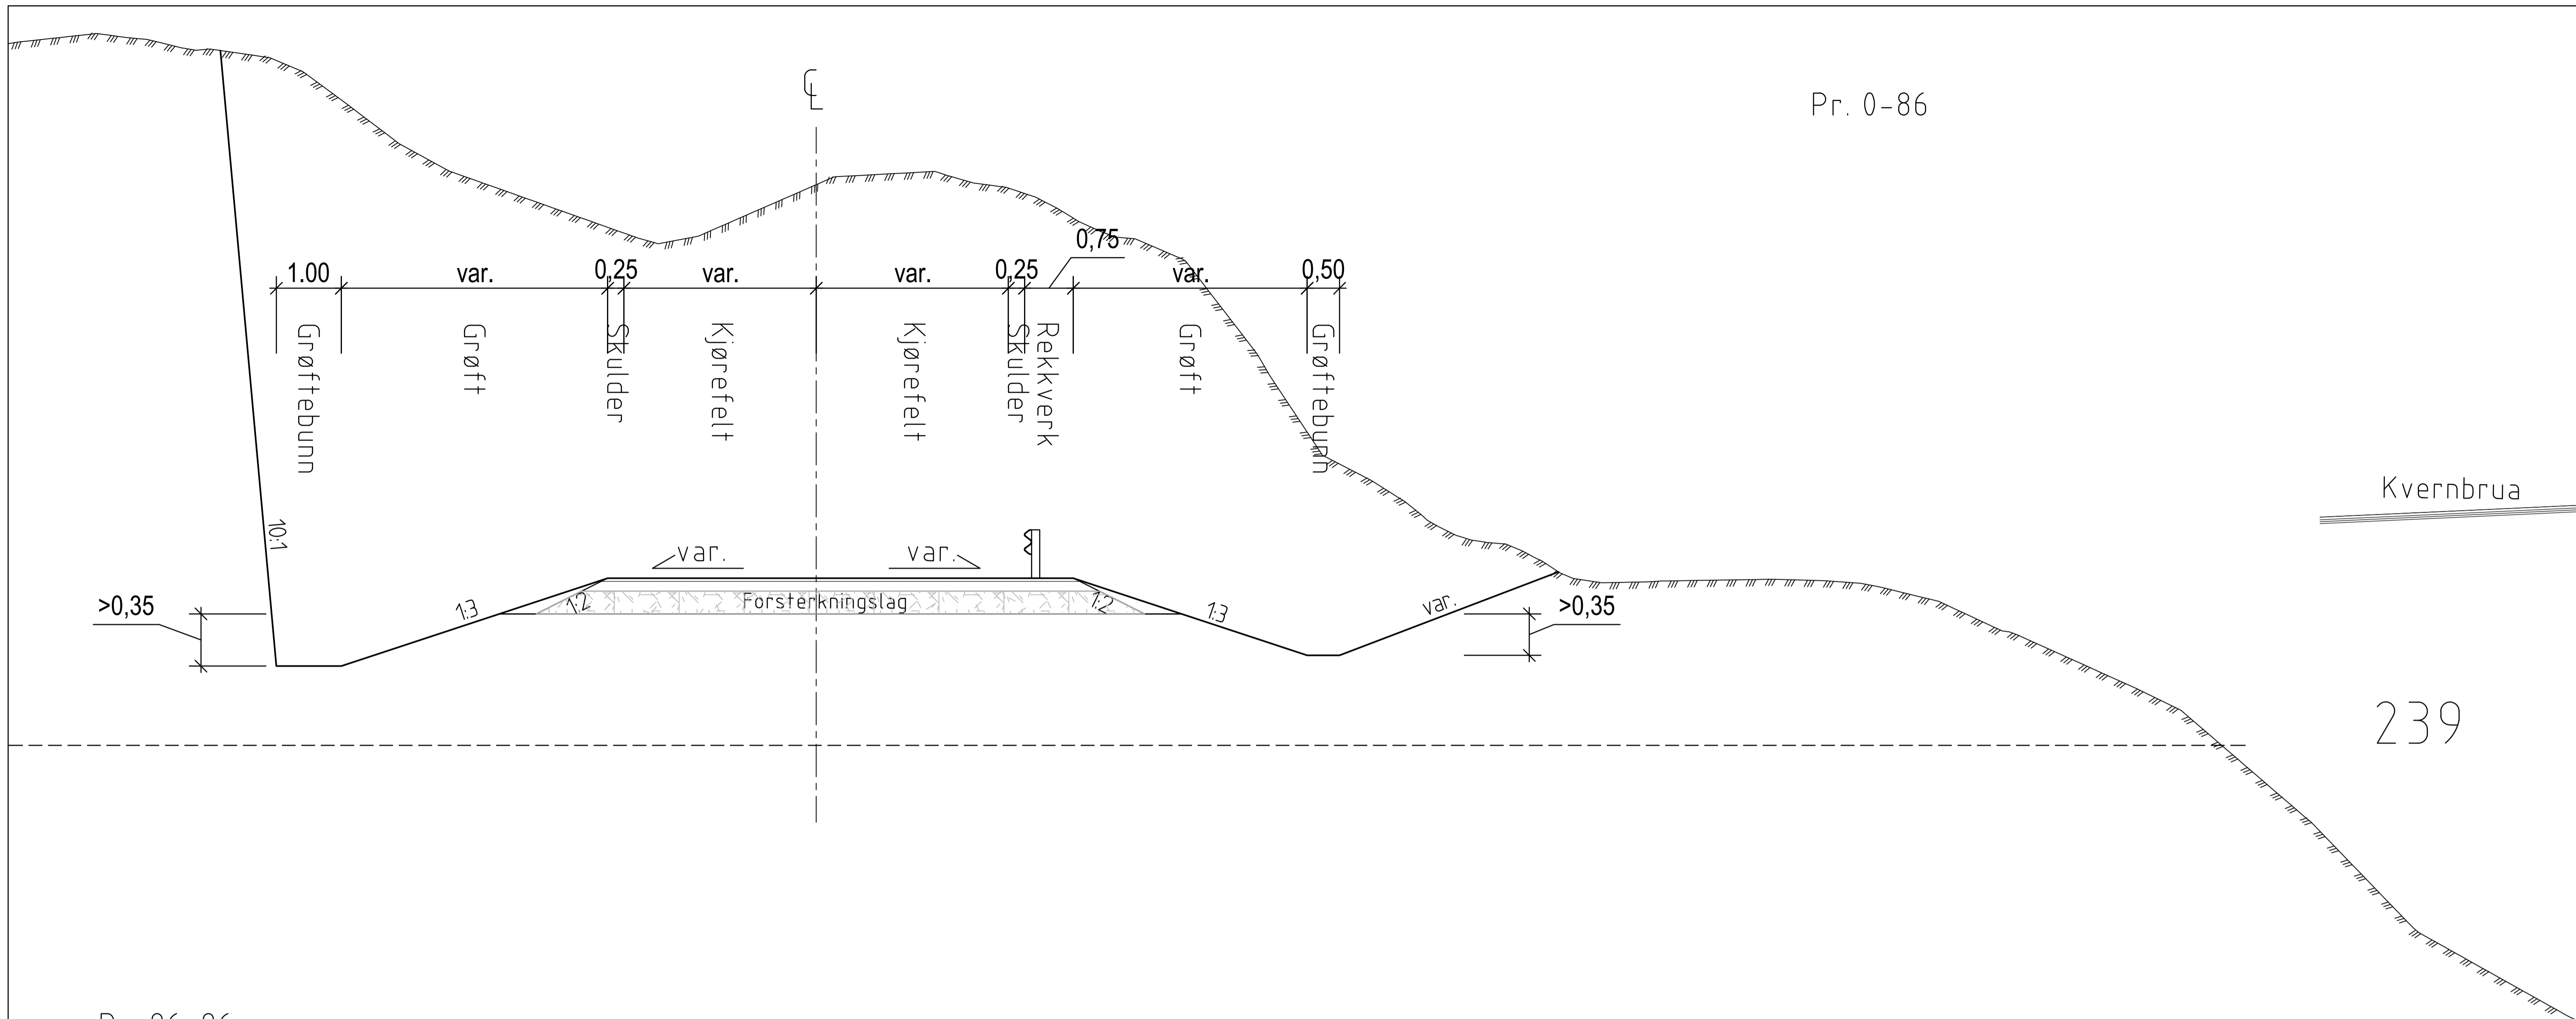 ℄
Pr. 0-86
0,75
1.00
var.
0,25
var.
var.
0,25
var.
0,50
Grøftebunn
Grøft
Skulder
Kjørefelt
Kjørefelt
Skulder
Rekkverk
Grøft
Grøftebunn
Kvernbrua
10:1
var.
var.
>0,35
1:3
1:2
Forsterkningslag
1:2
1:3
var.
>0,35
239